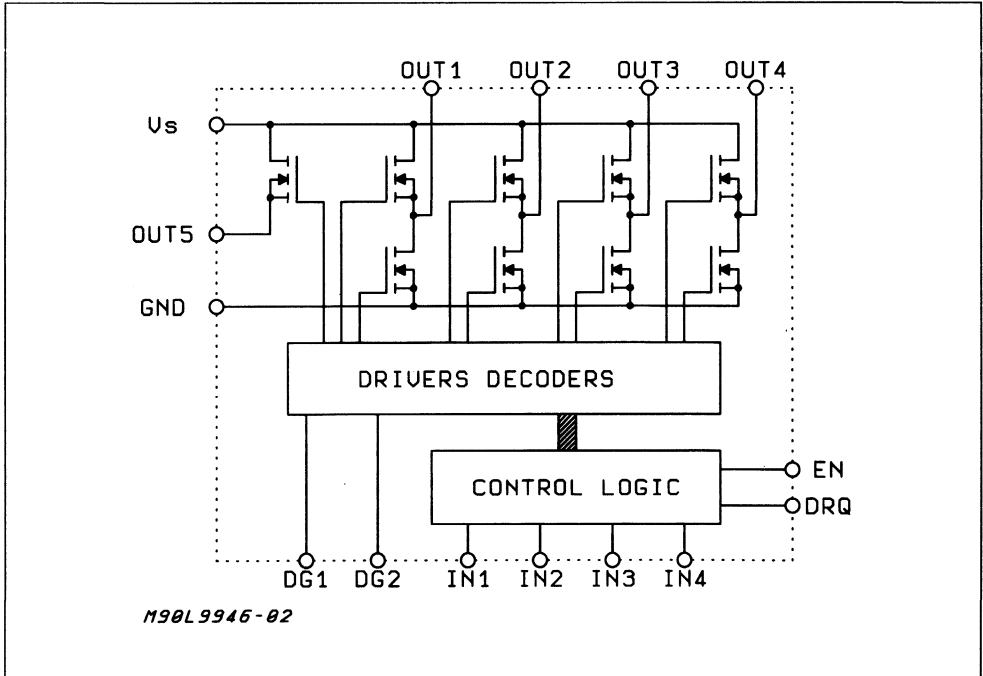 OUT1 OUT2 OUT3 OUT4
Vs
OUT5
GND
DRIVERS DECODERS
CONTROL LOGIC
EN
DRQ
DG1 DG2 IN1 IN2 IN3 IN4
M90L9946-02